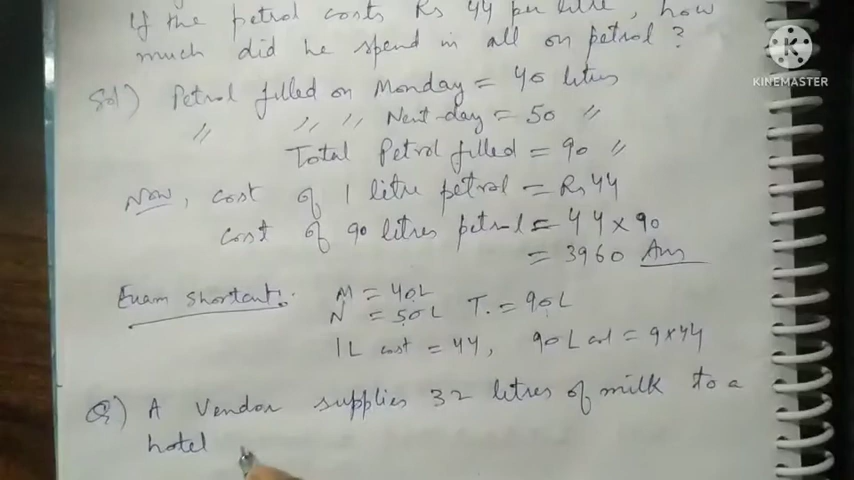 If the petrol costs Rs 44 per litre, how
much did he spend in all on petrol?
Sol) Petrol filled on Monday = 40 litres
" " " Next-day = 50 "
Total Petrol filled = 90 "
Now, cost of 1 litre petrol = Rs 44
cost of 90 litres petrol = 44 x 90
= 3960 Ans
Exam shortcut:
M = 40L
N = 50L T. = 90L
1L cost = 44, 90L cost = 9x44
Q) A Vendor supplies 32 litres of milk to a
hotel
KINEMASTER